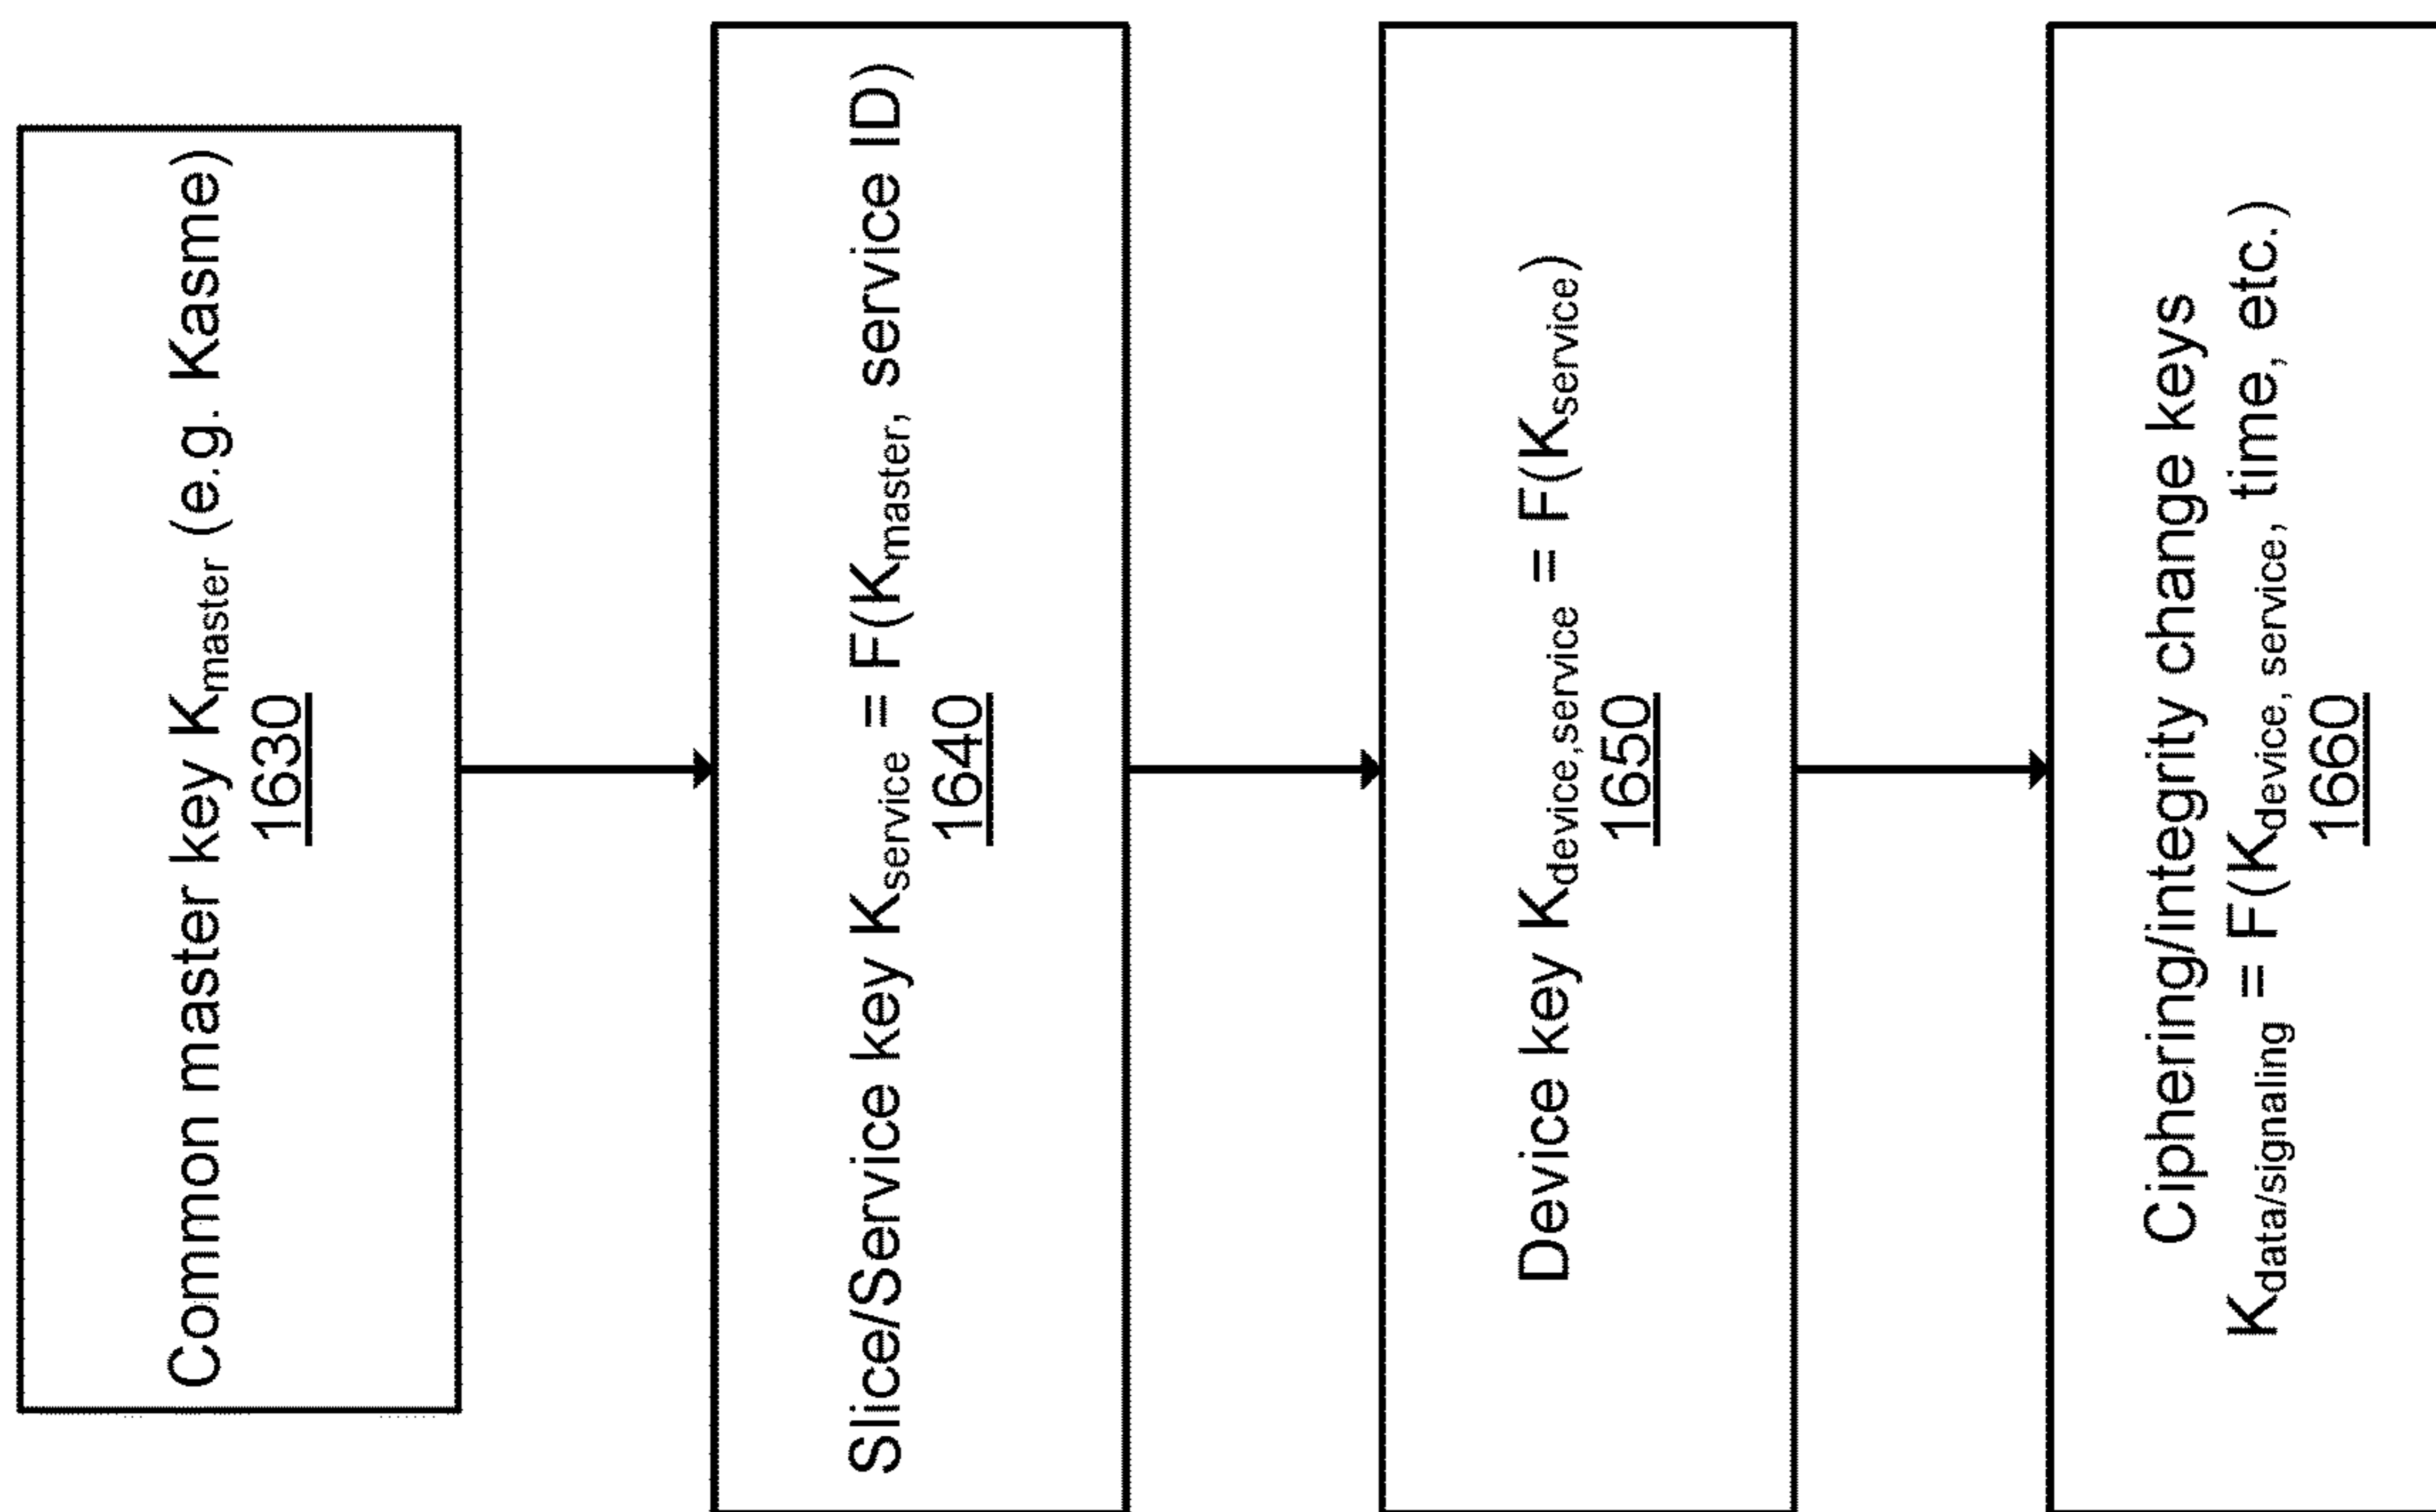 Common master key Kmaster (e.g. Kasme)
1630
Slice/Service key Kservice = F(Kmaster, service ID)
1640
Device key Kdevice,service = F(Kservice)
1650
Ciphering/integrity change keys
Kdata/signaling = F(Kdevice, service, time, etc.)
1660